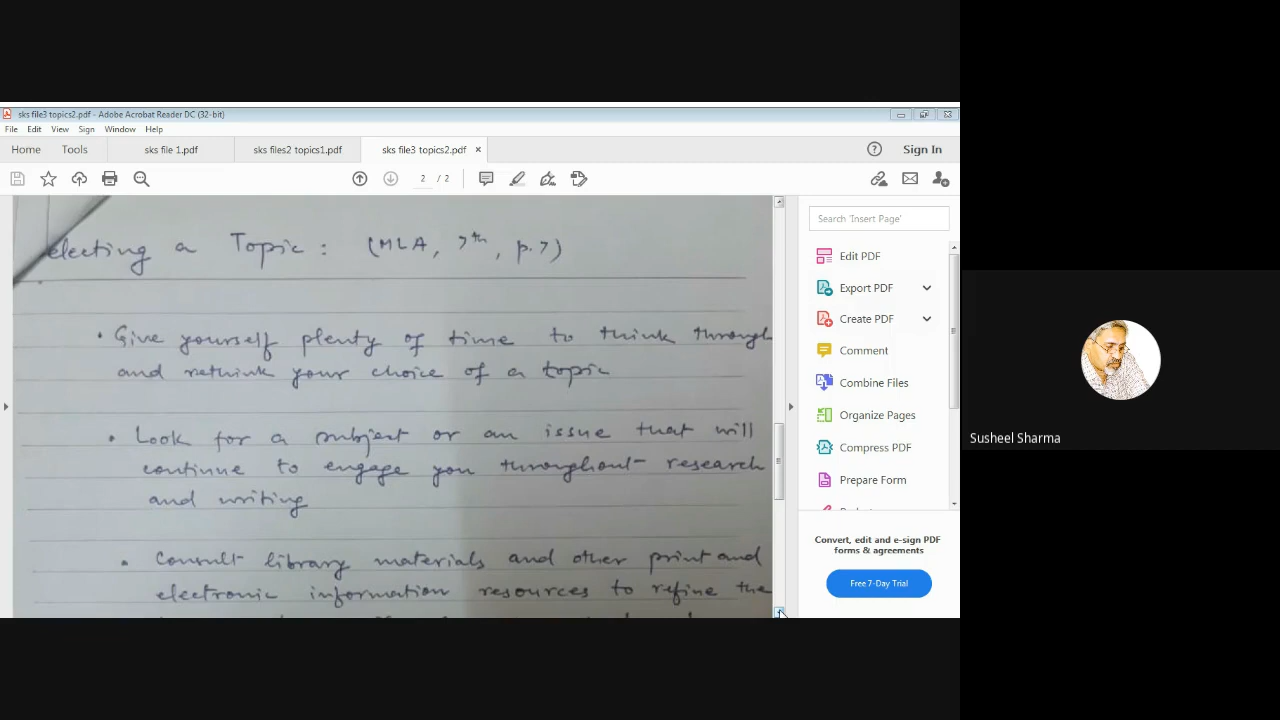 sks file3 topics2.pdf - Adobe Acrobat Reader DC (32-bit)
File Edit View Sign Window Help
Home Tools sks file 1.pdf sks files2 topics1.pdf sks file3 topics2.pdf × Sign In
2 / 2
electing a Topic : (MLA, 7th, p.7)
• Give yourself plenty of time to think through
and rethink your choice of a topic
• Look for a subject or an issue that will
continue to engage you throughout research
and writing
• Consult library materials and other print and
electronic information resources to refine the
Search 'Insert Page'
Edit PDF
Export PDF
Create PDF
Comment
Combine Files
Organize Pages
Compress PDF
Prepare Form
Convert, edit and e-sign PDF
forms & agreements
Free 7-Day Trial
Susheel Sharma